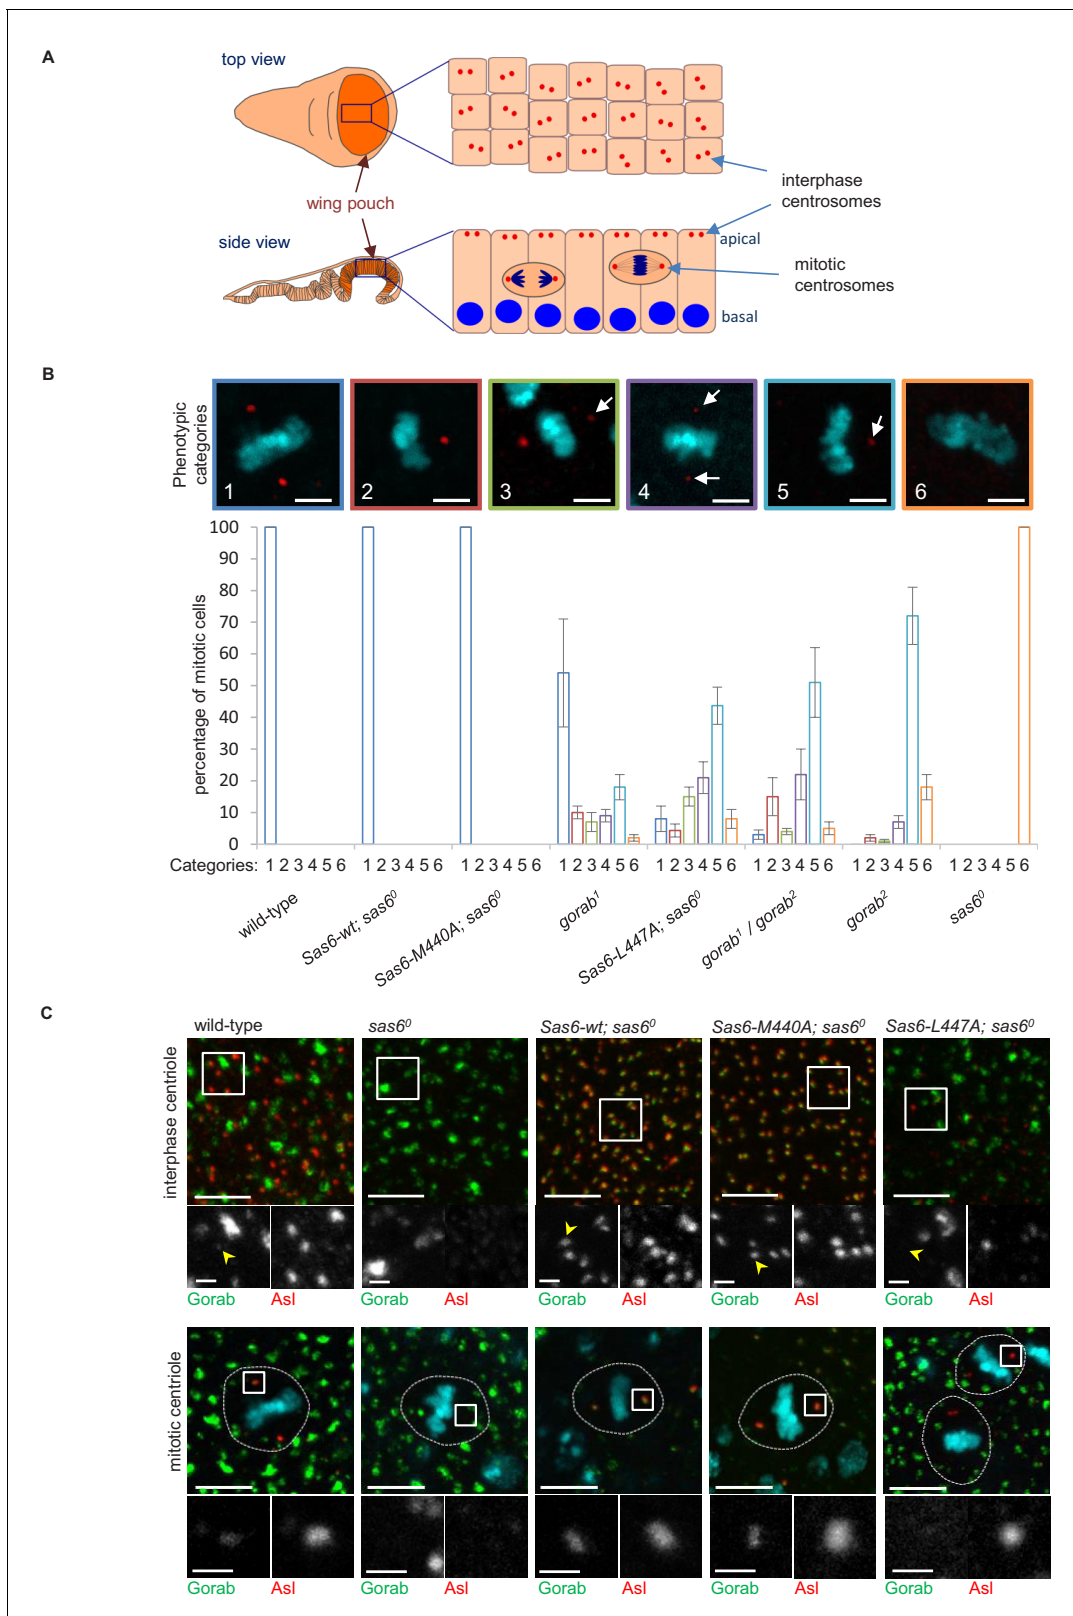 A
top view
wing pouch
side view
interphase
centrosomes
apical
mitotic
centrosomes
basal
B
Phenotypic
categories
1 2 3 4 5 6
percentage of mitotic cells
100
90
80
70
60
50
40
30
20
10
0
Categories: 1 2 3 4 5 6 1 2 3 4 5 6 1 2 3 4 5 6 1 2 3 4 5 6 1 2 3 4 5 6 1 2 3 4 5 6 1 2 3 4 5 6 1 2 3 4 5 6
wild-type
Sas6-wt; sas6⁰
Sas6-M440A; sas6⁰
gorab¹
Sas6-L447A; sas6⁰
gorab¹ / gorab²
gorab²
sas6⁰
C
wild-type sas6⁰ Sas6-wt; sas6⁰ Sas6-M440A; sas6⁰ Sas6-L447A; sas6⁰
interphase centriole
Gorab Asl Gorab Asl Gorab Asl Gorab Asl Gorab Asl
mitotic centriole
Gorab Asl Gorab Asl Gorab Asl Gorab Asl Gorab Asl